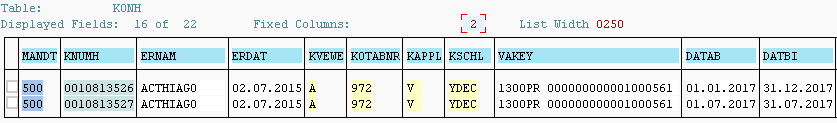 Table: KONH
Displayed Fields: 16 of 22 Fixed Columns: 2 List Width 0250
MANDT KNUMH ERNAM ERDAT KVEWE KOTABNR KAPPL KSCHL VAKEY DATAB DATBI
500 0010813526 ACTHIAGO 02.07.2015 A 972 V YDEC 1300PR 000000000001000561 01.01.2017 31.12.2017
500 0010813527 ACTHIAGO 02.07.2015 A 972 V YDEC 1300PR 000000000001000561 01.07.2017 31.07.2017